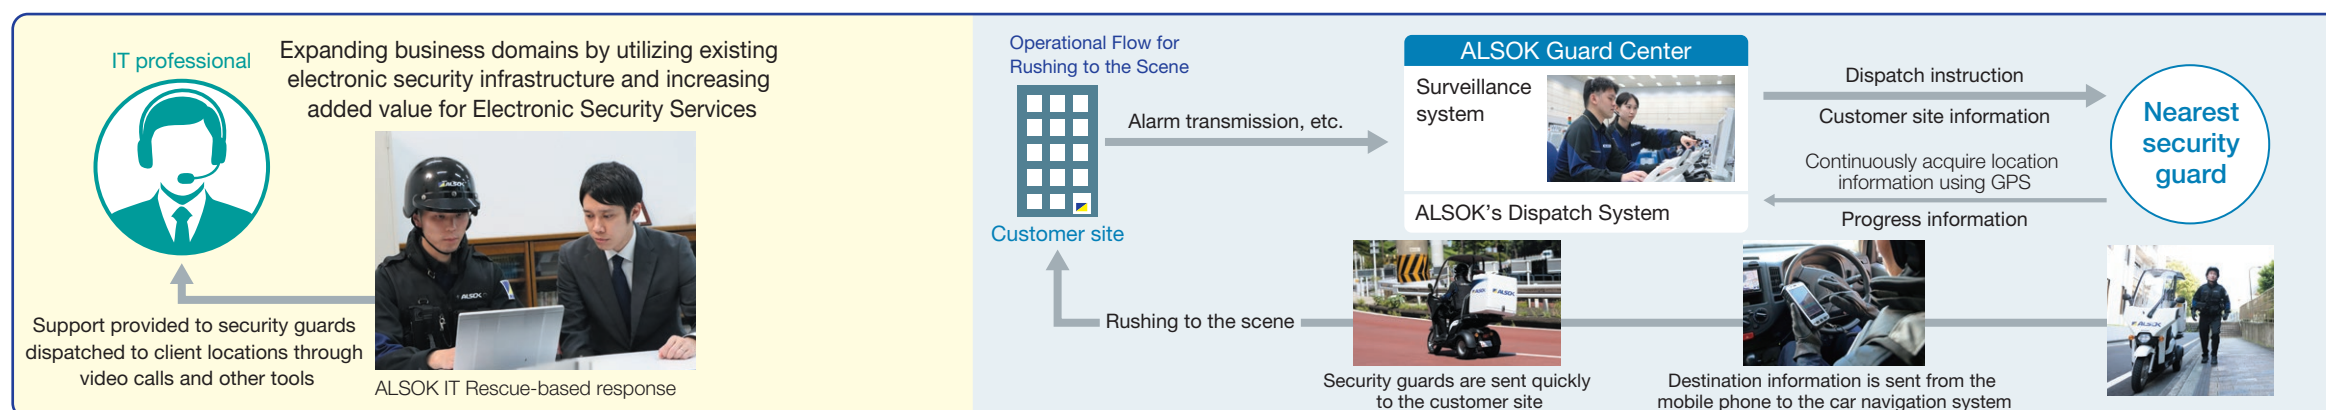 IT professional
Expanding business domains by utilizing existing
electronic security infrastructure and increasing
added value for Electronic Security Services
ALSOK
ALSOK
Support provided to security guards
dispatched to client locations through
video calls and other tools
ALSOK IT Rescue-based response
Operational Flow for
Rushing to the Scene
Customer site
Alarm transmission, etc.
ALSOK Guard Center
Surveillance
system
ALSOK's Dispatch System
Dispatch instruction
Customer site information
Continuously acquire location
information using GPS
Progress information
Nearest
security
guard
Rushing to the scene
ALSOK
Security guards are sent quickly
to the customer site
Destination information is sent from the
mobile phone to the car navigation system
ALSOK